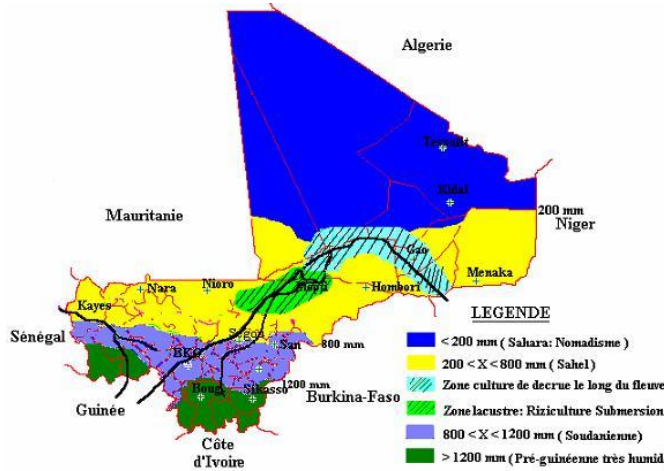 Algerie
Tessalit
Kidal
Mauritanie
200 mm
Niger
Gao
Menaka
Nara
Nioro
Hombori
Kayes
LEGENDE
Sénégal
Segou
San
800 mm
< 200 mm ( Sahara: Nomadisme )
BKO
200 < X < 800 mm ( Sahel)
Boug
Sikasso
1200 mm
Zone culture de decrue le long du fleuve
Guinée
Burkina-Faso
Zone lacustre: Riziculture Submersion
Côte
d'Ivoire
800 < X < 1200 mm ( Soudanienne)
> 1200 mm ( Pré-guinéenne très humid